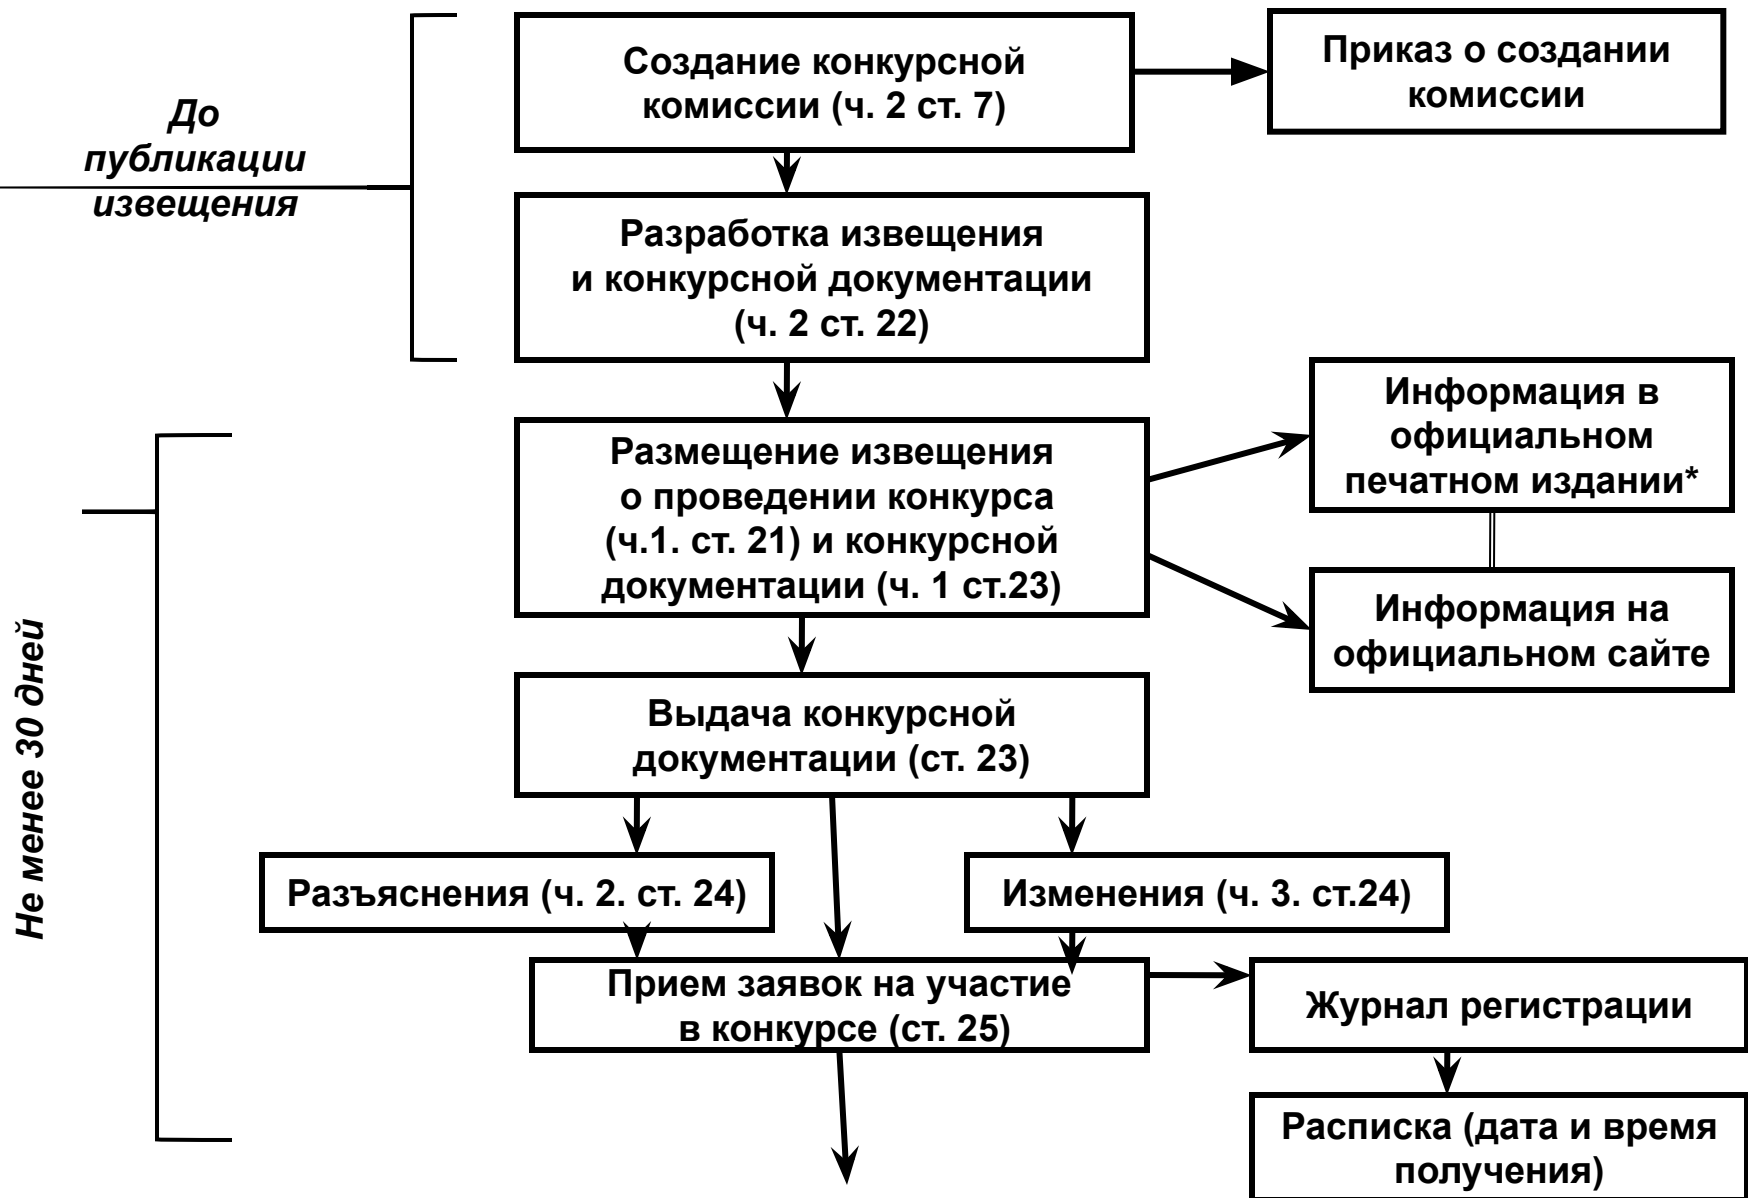 Создание конкурсной
комиссии (ч. 2 ст. 7)
Приказ о создании
комиссии
До
публикации
извещения
Разработка извещения
и конкурсной документации
(ч. 2 ст. 22)
Размещение извещения
о проведении конкурса
(ч.1. ст. 21) и конкурсной
документации (ч. 1 ст.23)
Информация в
официальном
печатном издании*
Информация на
официальном сайте
Не менее 30 дней
Выдача конкурсной
документации (ст. 23)
Разъяснения (ч. 2. ст. 24)
Изменения (ч. 3. ст.24)
Прием заявок на участие
в конкурсе (ст. 25)
Журнал регистрации
Расписка (дата и время
получения)